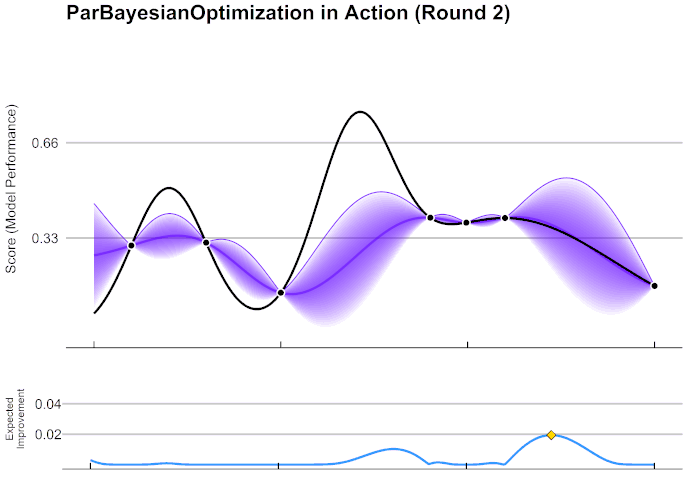 ParBayesianOptimization in Action (Round 2)
Score (Model Performance)
0.66
0.33
Expected
Improvement
0.04
0.02